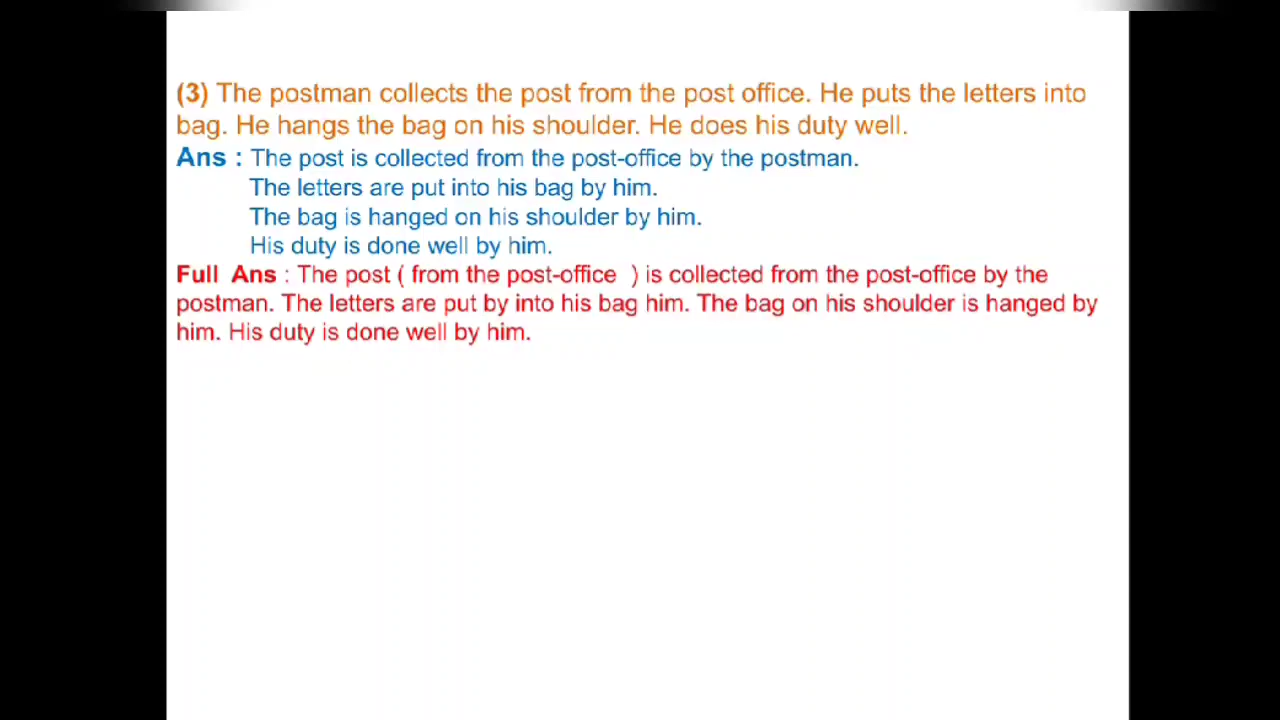 (3) The postman collects the post from the post office. He puts the letters into
bag. He hangs the bag on his shoulder. He does his duty well.
Ans : The post is collected from the post-office by the postman.
The letters are put into his bag by him.
The bag is hanged on his shoulder by him.
His duty is done well by him.
Full Ans : The post ( from the post-office ) is collected from the post-office by the
postman. The letters are put by into his bag him. The bag on his shoulder is hanged by
him. His duty is done well by him.